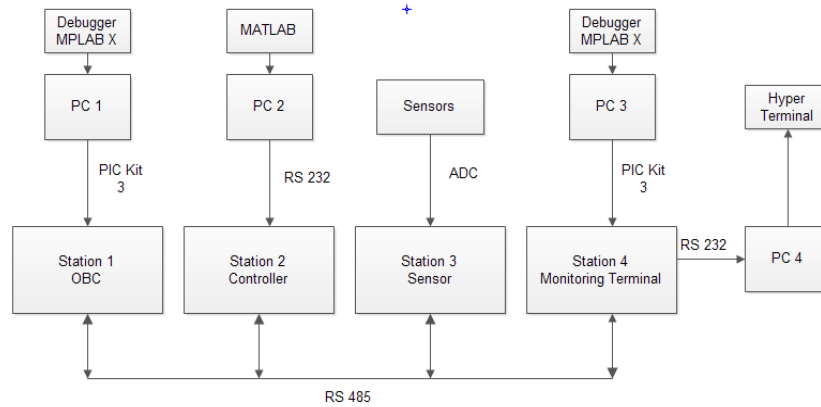 Debugger
MPLAB X
MATLAB
Debugger
MPLAB X
PC 1
PC 2
Sensors
PC 3
Hyper
Terminal
PIC Kit
3
RS 232
ADC
PIC Kit
3
Station 1
OBC
Station 2
Controller
Station 3
Sensor
Station 4
Monitoring Terminal
RS 232
PC 4
RS 485